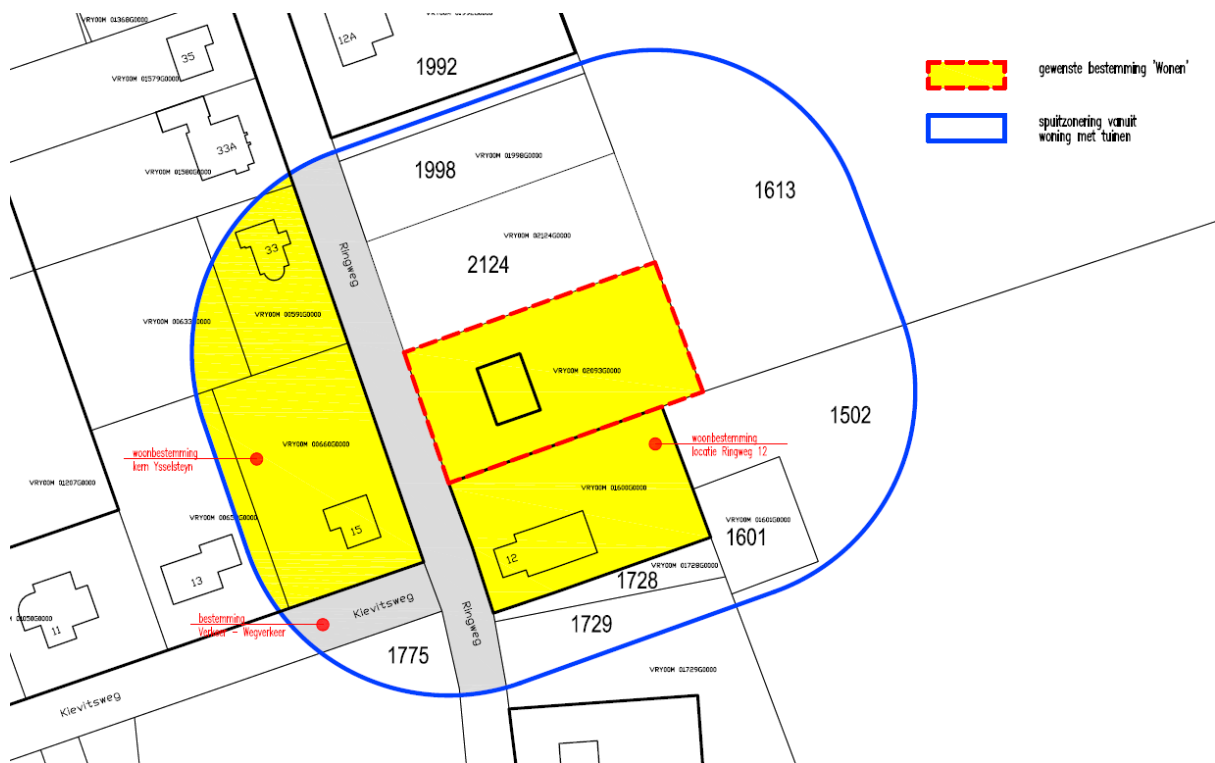 VRY00M 01368G0000
12A
35
1992
VRY00M 01579G0000
gewenste bestemming 'Wonen'
spuitzonering vanuit
woning met tuinen
33A
VRY00M 01580G0000
1998
VRY00M 01998G0000
1613
Ringweg
33
VRY00M 02124G0000
2124
VRY00M 00591G0000
VRY00M 02093G0000
1502
VRY00M 00660G0000
woonbestemming
kern Ysselsteyn
woonbestemming
locatie Ringweg 12
VRY00M 01207G0000
VRY00M 01600G0000
15
VRY00M 01601G0000
1601
12
VRY00M 01728G0000
1728
13
Kievitsweg
Ringweg
bestemming
Verkeer - Wegverkeer
1729
11
1775
VRY00M 01729G0000
Kievitsweg